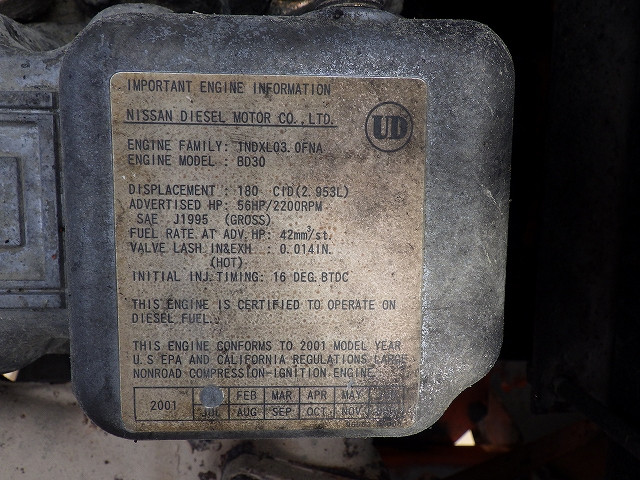 IMPORTANT ENGINE INFORMATION
NISSAN DIESEL MOTOR CO., LTD.
UD
ENGINE FAMILY: 1NDXL03.0FNA
ENGINE MODEL : BD30
DISPLACEMENT : 180 CID(2.953L)
ADVERTISED HP: 56HP/2200RPM
SAE J1995 (GROSS)
FUEL RATE AT ADV. HP: 42mm³/st.
VALVE LASH IN&EXH : 0.014IN.
(HOT)
INITIAL INJ. TIMING: 16 DEG. BTDC
THIS ENGINE IS CERTIFIED TO OPERATE ON
DIESEL FUEL.
THIS ENGINE CONFORMS TO 2001 MODEL YEAR
U.S EPA AND CALIFORNIA REGULATIONS LARGE
NONROAD COMPRESSION-IGNITION ENGINE.
2001 FEB MAR APR MAY
JUL AUG SEP OCT NOV